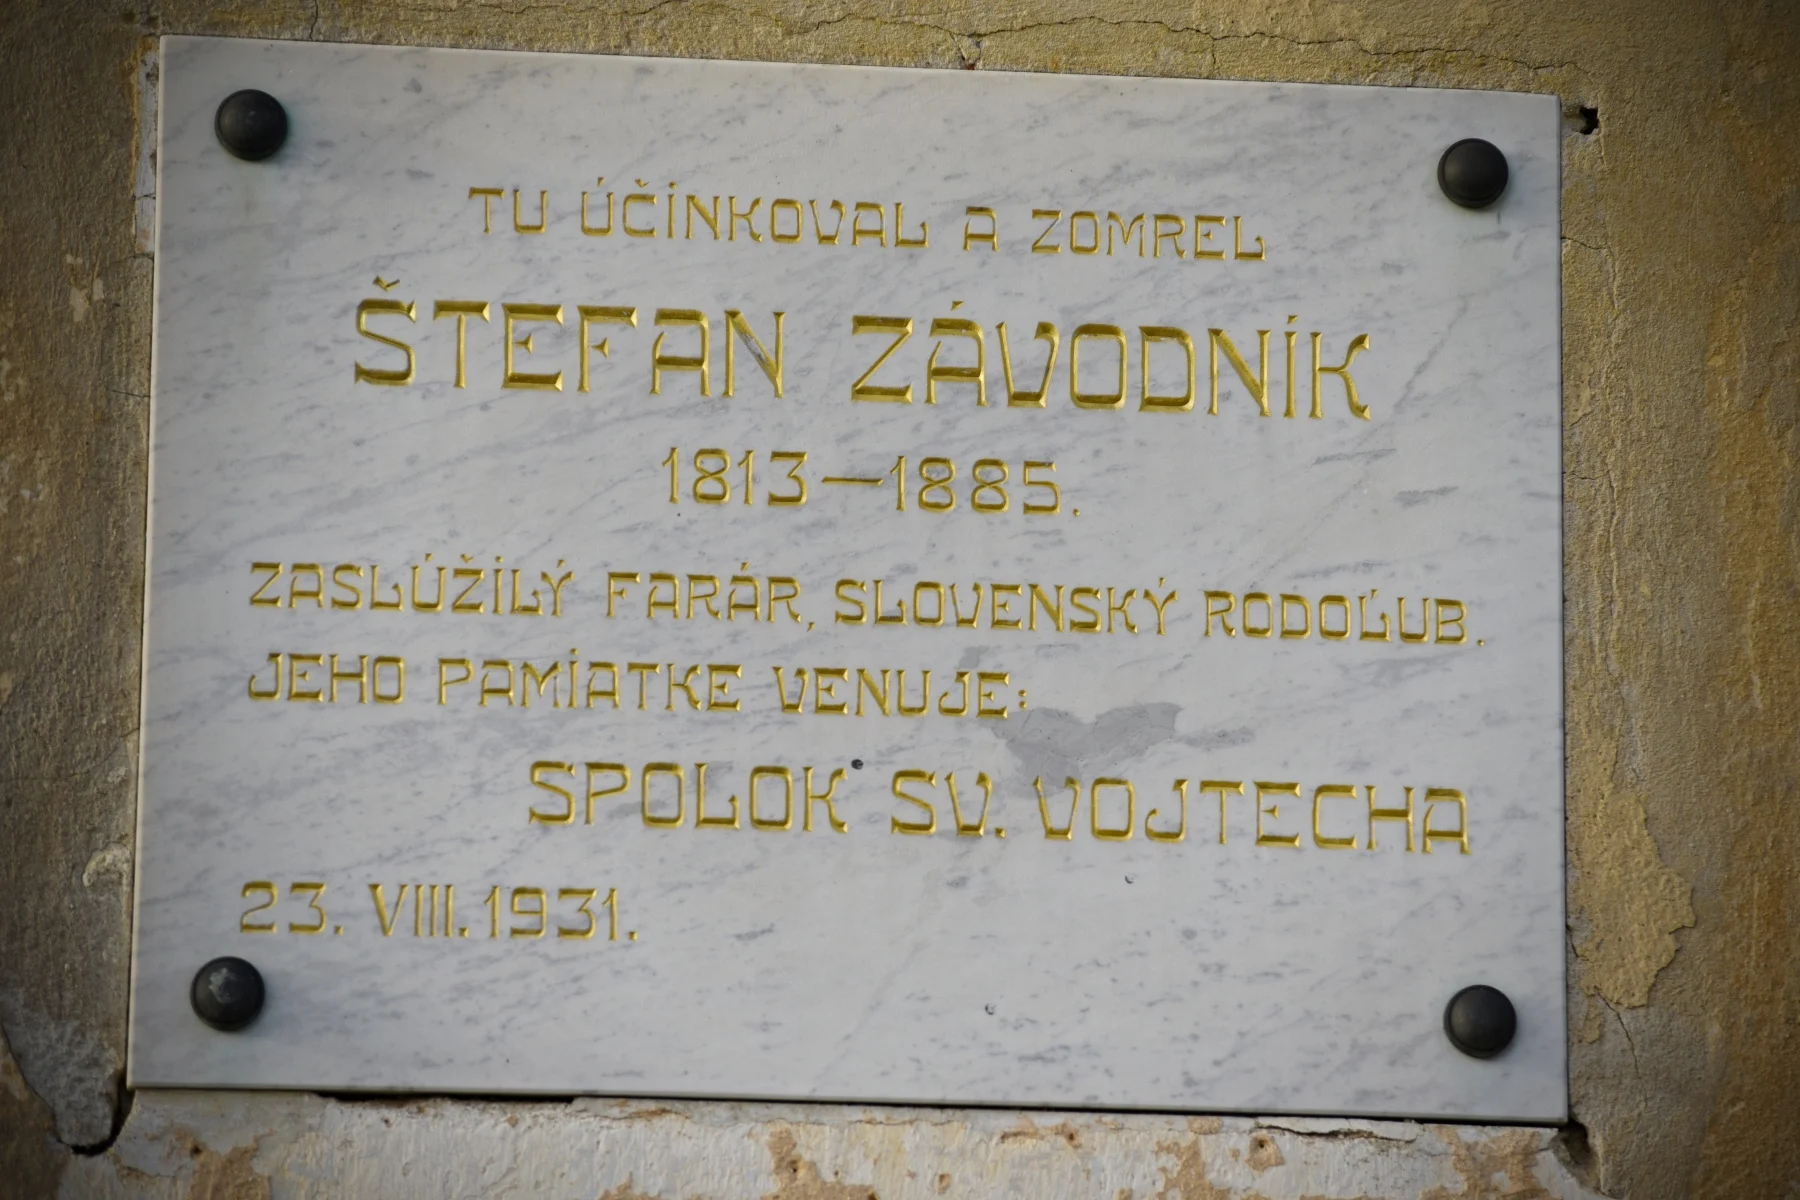 TU ÚČINKOVAL A ZOMREL
ŠTEFAN ZÁVODNÍK
1813—1885.
ZASLÚŽILÝ FARÁR, SLOVENSKÝ RODOĽUB.
JEHO PAMIATKE VENUJE:
SPOLOK SV. VOJTECHA
23. VIII. 1931.